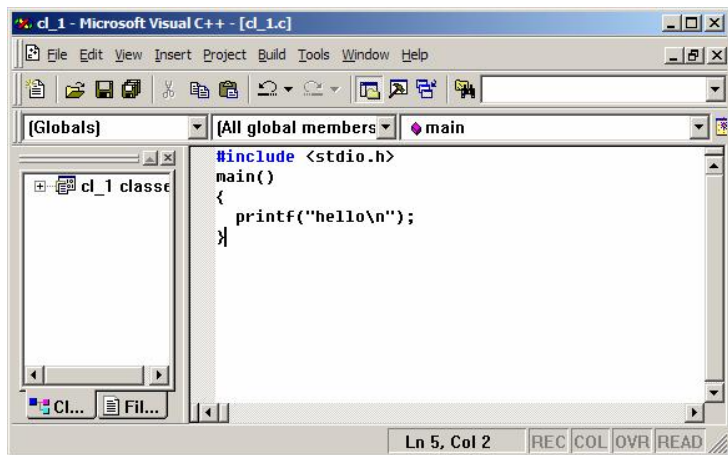 cl_1 - Microsoft Visual C++ - [cl_1.c]
File Edit View Insert Project Build Tools Window Help
(Globals) (All global members main
cl_1 classe
#include <stdio.h>
main()
{
  printf("hello\n");
}
Cl... Fil...
Ln 5, Col 2 REC COL OVR READ